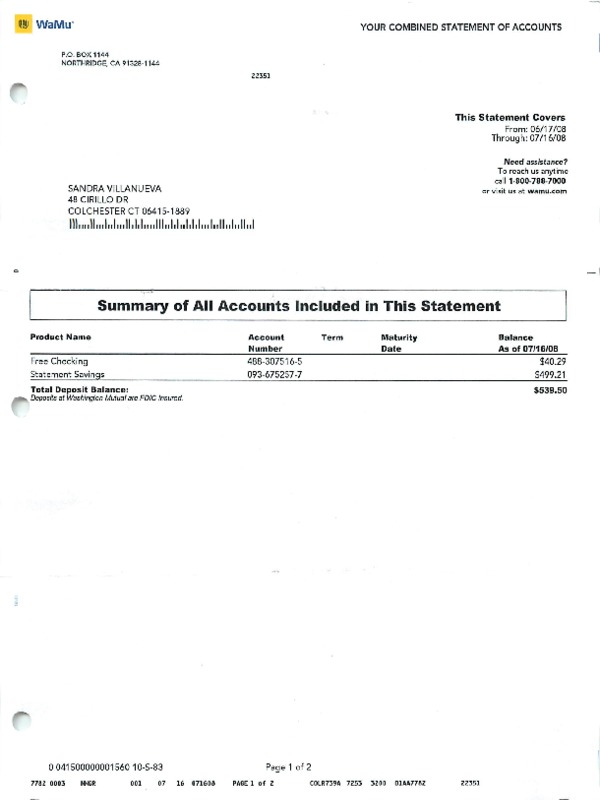 WaMu
YOUR COMBINED STATEMENT OF ACCOUNTS
P.O. BOX 1144
NORTHRIDGE, CA 91328-1144
22351
This Statement Covers
From: 06/17/08
Through: 07/16/08
Need assistance?
To reach us anytime
call 1-800-788-7000
or visit us at wamu.com
SANDRA VILLANUEVA
48 CIRILLO DR
COLCHESTER CT 06415-1889
Summary of All Accounts Included in This Statement
Product Name Account Number Term Maturity Date Balance As of 07/16/08
Free Checking 488-307516-5 $40.29
Statement Savings 093-675257-7 $499.21
Total Deposit Balance: $539.50
Deposits at Washington Mutual are FDIC Insured.
0 041500000001560 10-S-83 Page 1 of 2
7782 0003 NNGR 001 07 16 071608 PAGE 1 of 2 COLR739A 7255 3200 01AA7782 22351